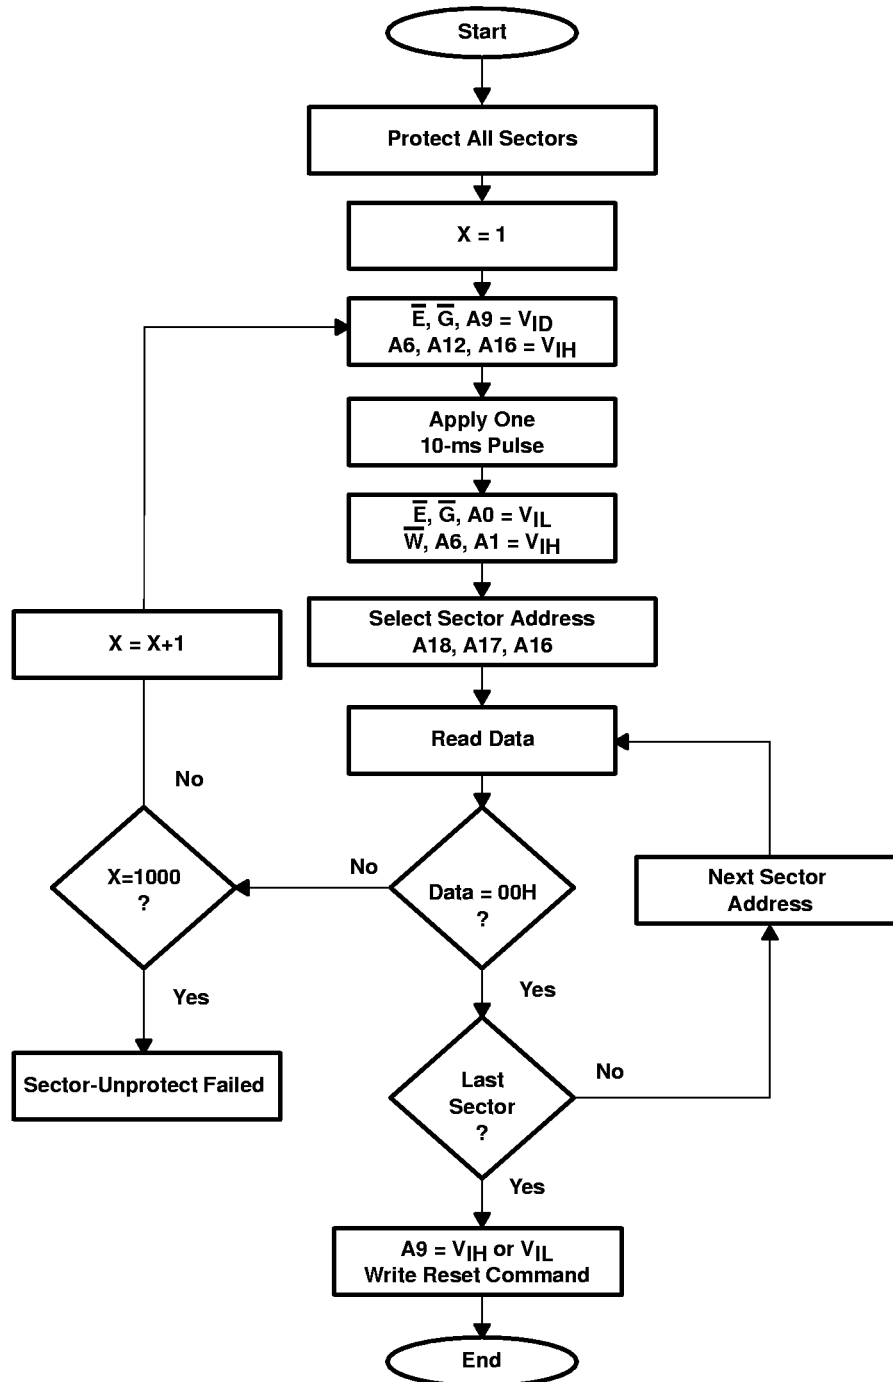 Start
Protect All Sectors
X = 1
E̅, G̅, A9 = VID
A6, A12, A16 = VIH
Apply One
10-ms Pulse
E̅, G̅, A0 = VIL
W̅, A6, A1 = VIH
Select Sector Address
A18, A17, A16
X = X+1
Read Data
No
X=1000
?
No
Data = 00H
?
Next Sector
Address
Yes
Yes
Sector-Unprotect Failed
Last
Sector
?
No
Yes
A9 = VIH or VIL
Write Reset Command
End